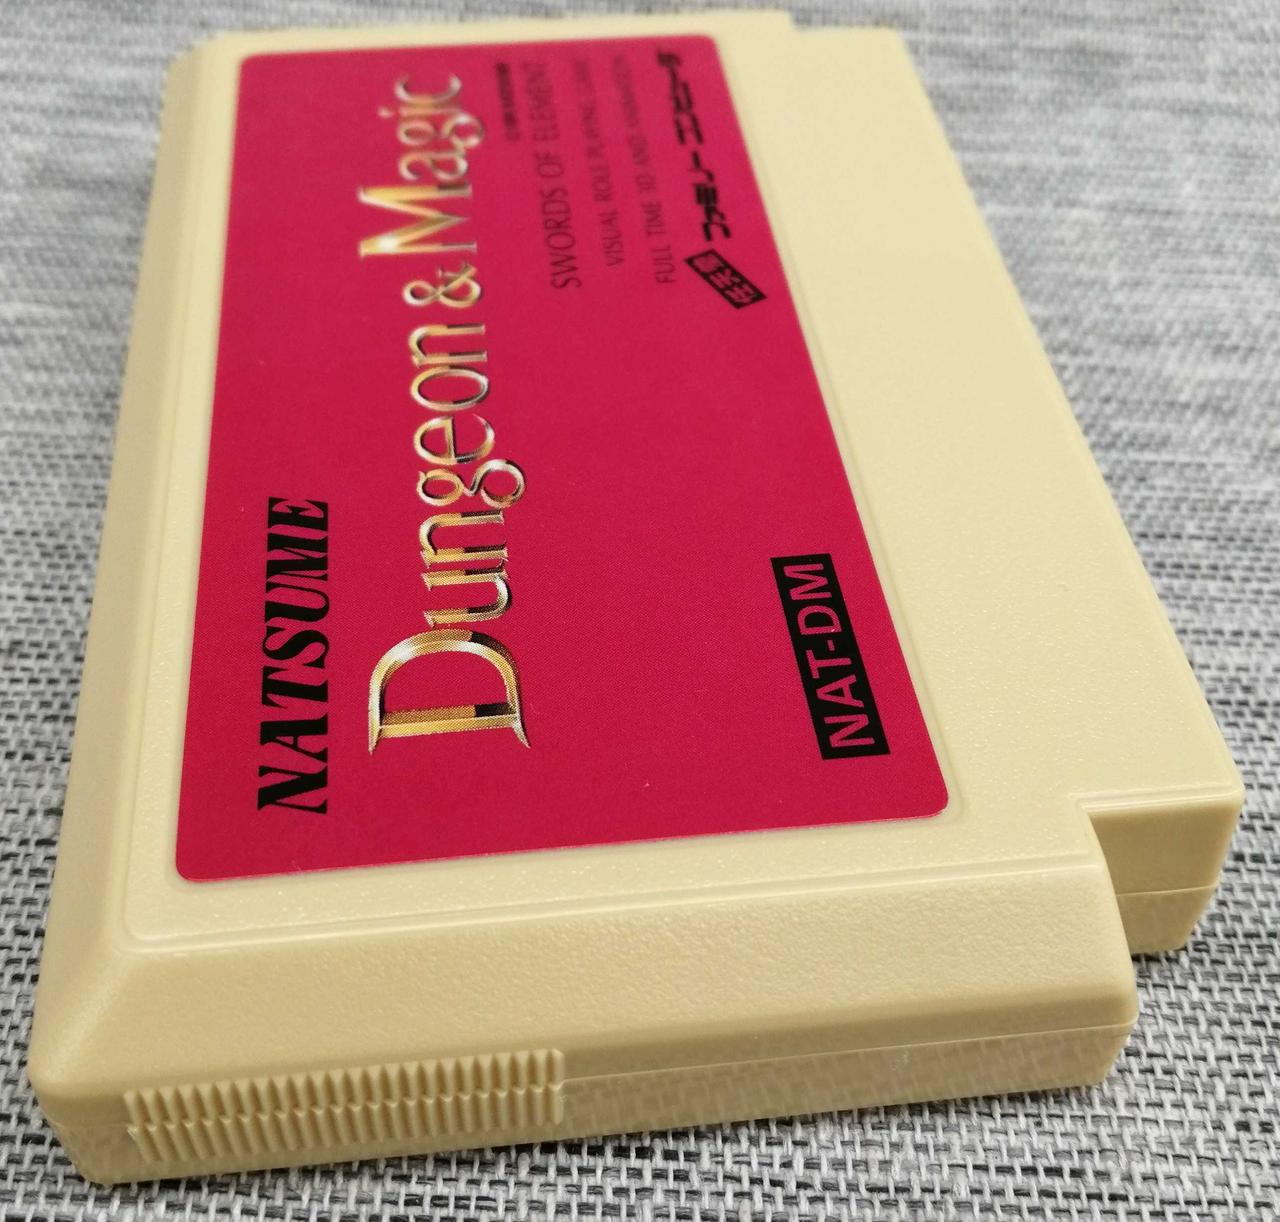 NATSUME
Dungeon & Magic
SWORDS OF ELEMENT
VISUAL ROLE PLAYING GAME
FULL TIME 3D AND ANIMATION
ファミリーコンピュータ
NAT-DM